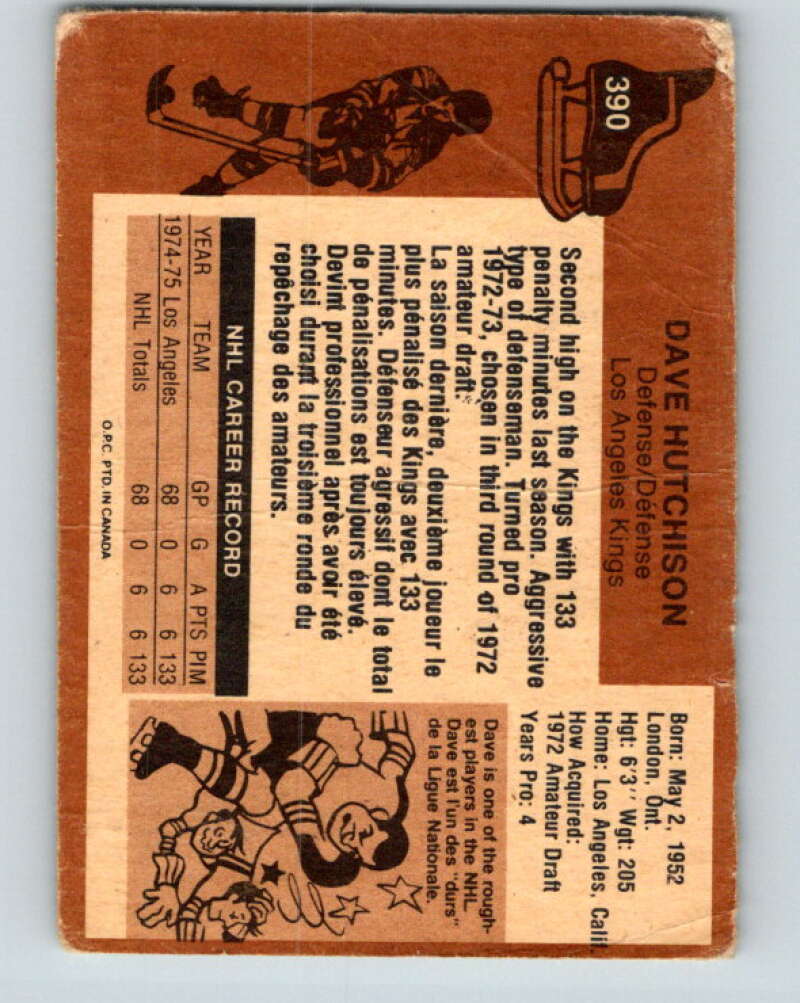 390
DAVE HUTCHISON
Defense/Défense
Los Angeles Kings
Second high on the Kings with 133
penalty minutes last season. Aggressive
type of defenseman. Turned pro
1972-73, chosen in third round of 1972
amateur draft.
La saison dernière, deuxième joueur le
plus pénalisé des Kings avec 133
minutes. Défenseur agressif dont le total
de pénalisations est toujours élevé.
Devint professionnel après avoir été
choisi durant la troisième ronde du
repêchage des amateurs.
NHL CAREER RECORD
YEAR TEAM GP G A PTS PIM
1974-75 Los Angeles 68 0 6 6 133
NHL Totals 68 0 6 6 133
O.P.C. PTD. IN CANADA
Born: May 2, 1952
London, Ont.
Hgt: 6'3'' Wgt: 205
Home: Los Angeles, Calif.
How Acquired:
1972 Amateur Draft
Years Pro: 4
Dave is one of the rough-
est players in the NHL.
Dave est l'un des "durs"
de la Ligue Nationale.